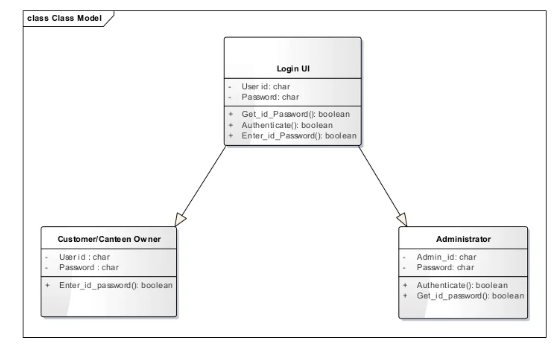 class Class Model
Login UI
- User id: char
- Password: char
+ Get_id_Password(): boolean
+ Authenticate(): boolean
+ Enter_id_Password(): boolean
Customer/Canteen Owner
- User id : char
- Password : char
+ Enter_id_password(): boolean
Administrator
- Admin_id: char
- Password: char
+ Authenticate(): boolean
+ Get_id_password(): boolean